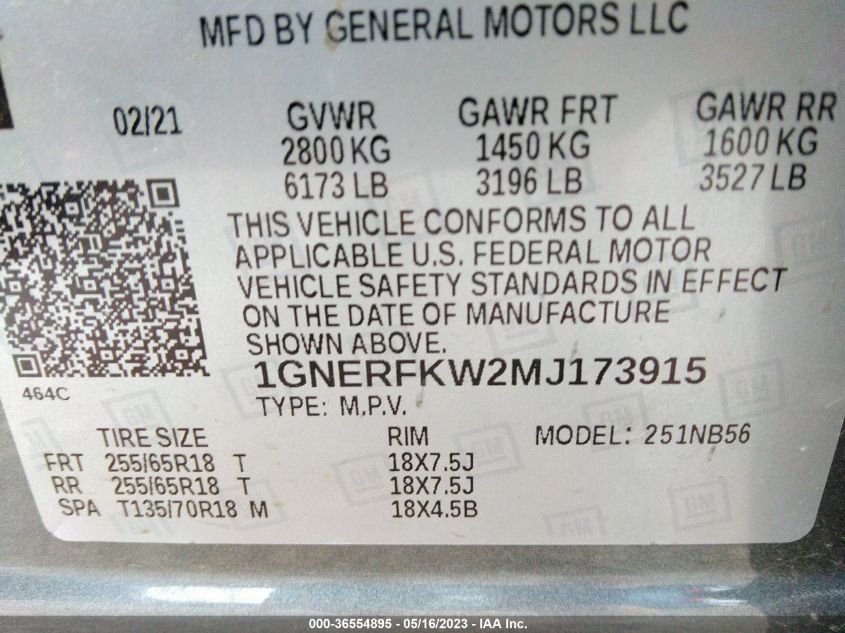 MFD BY GENERAL MOTORS LLC
02/21 GVWR GAWR FRT GAWR RR
2800 KG 1450 KG 1600 KG
6173 LB 3196 LB 3527 LB
THIS VEHICLE CONFORMS TO ALL
APPLICABLE U.S. FEDERAL MOTOR
VEHICLE SAFETY STANDARDS IN EFFECT
ON THE DATE OF MANUFACTURE
SHOWN ABOVE.
1GNERFKW2MJ173915
464C
TYPE: M.P.V.
TIRE SIZE RIM MODEL: 251NB56
FRT 255/65R18 T 18X7.5J
RR 255/65R18 T 18X7.5J
SPA T135/70R18 M 18X4.5B
GM
000-36554895 - 05/16/2023 - IAA Inc.